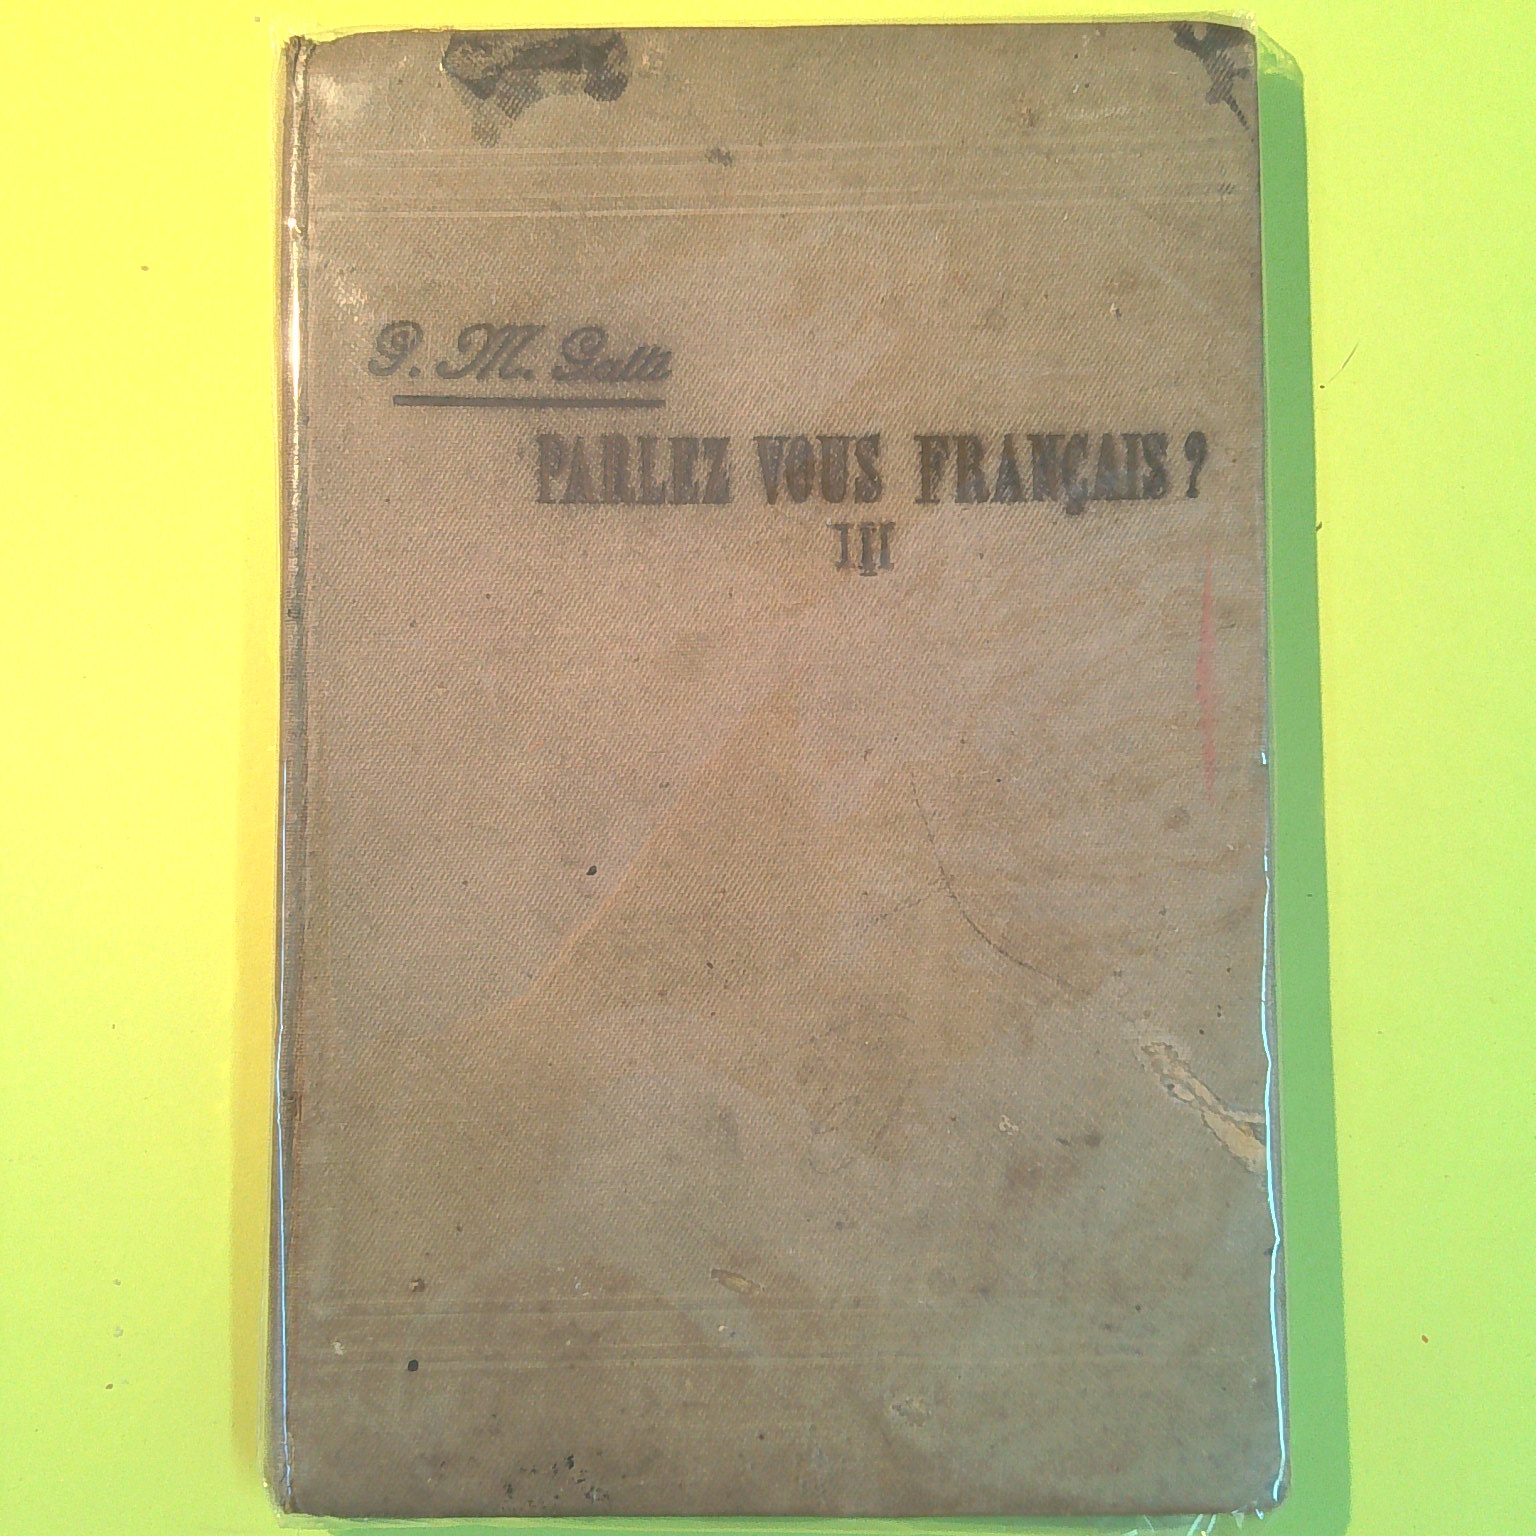 G. M. Gatti
PARLEZ VOUS FRANÇAIS?
III